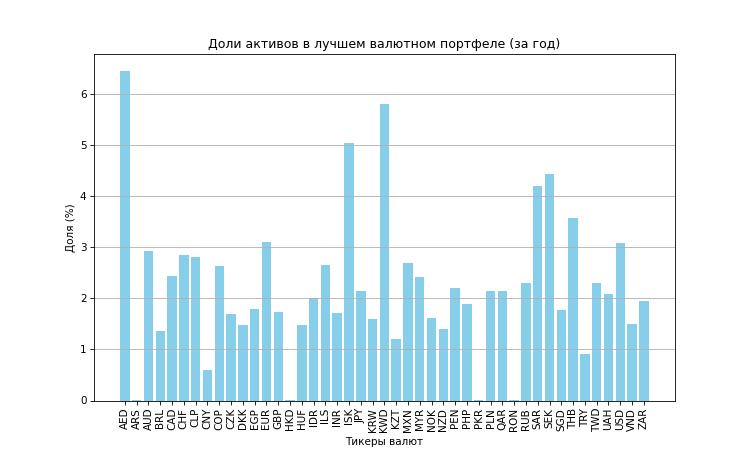 Доли активов в лучшем валютном портфеле (за год)
Доля (%)
6
5
4
3
2
1
0
AED ARS AUD BRL CAD CHF CLP CNY COP CZK DKK EGP EUR GBP HKD HUF IDR ILS INR ISK JPY KRW KWD KZT MXN MYR NOK NZD PEN PHP PKR PLN QAR RON RUB SAR SEK SGD THB TRY TWD UAH USD VND ZAR
Тикеры валют